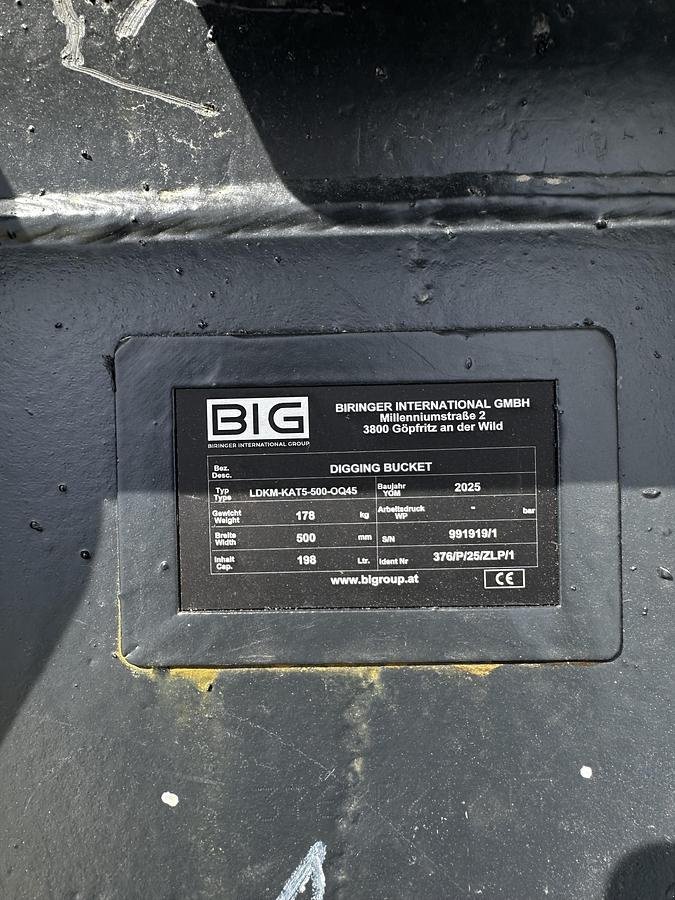 BIG
BIRINGER INTERNATIONAL GROUP
BIRINGER INTERNATIONAL GMBH
Millenniumstraße 2
3800 Göpfritz an der Wild
Bez.
Desc. DIGGING BUCKET
Typ
Type LDKM-KAT5-500-OQ45 Baujahr
YOM 2025
Gewicht
Weight 178 kg Arbeitsdruck
WP - bar
Breite
Width 500 mm S/N 991919/1
Inhalt
Cap. 198 Ltr. Ident Nr 376/P/25/ZLP/1
www.bigroup.at CE